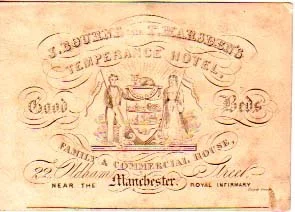 J. BOURNE late T. MARSDEN'S
TEMPERANCE HOTEL,
Good Beds
FAMILY & COMMERCIAL HOUSE,
22 Oldham Street
NEAR THE Manchester. ROYAL INFIRMARY